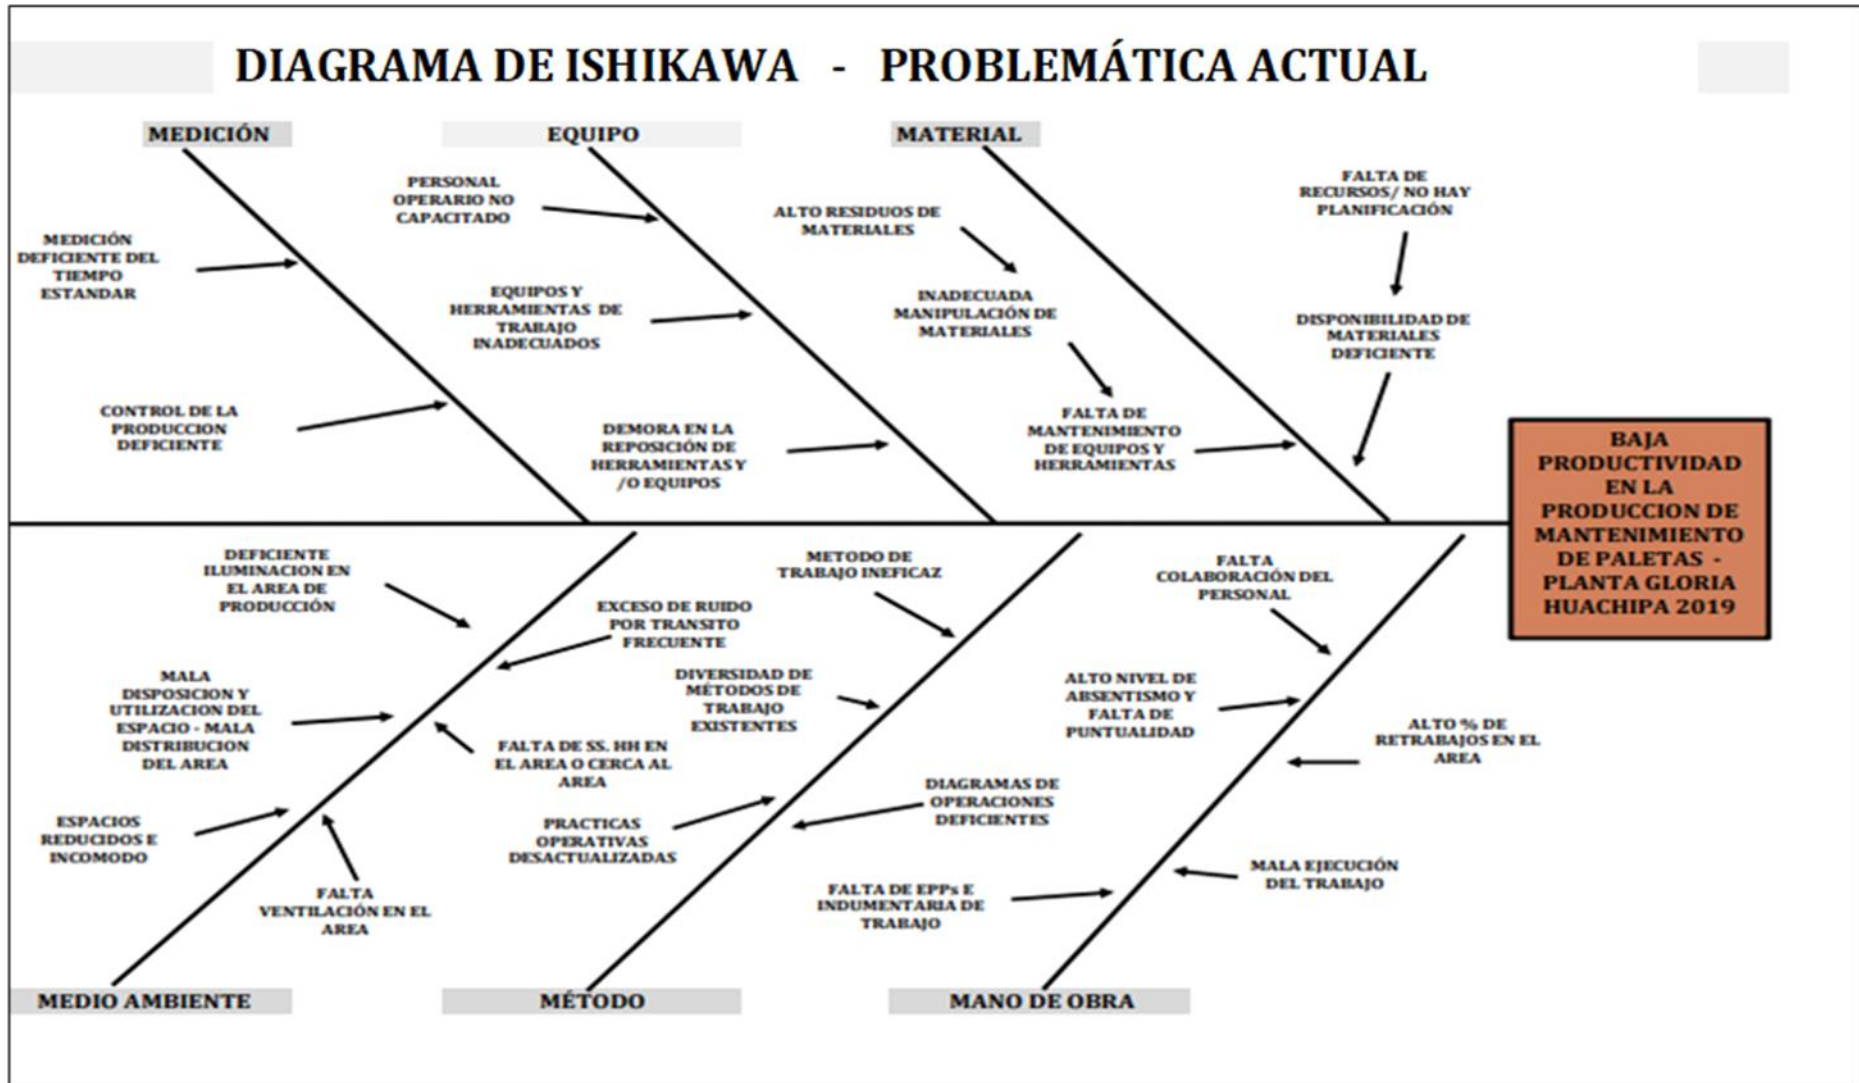 DIAGRAMA DE ISHIKAWA - PROBLEMÁTICA ACTUAL
MEDICIÓN
EQUIPO
MATERIAL
MEDICIÓN
DEFICIENTE DEL
TIEMPO
ESTANDAR
CONTROL DE LA
PRODUCCION
DEFICIENTE
PERSONAL
OPERARIO NO
CAPACITADO
EQUIPOS Y
HERRAMIENTAS DE
TRABAJO
INADECUADOS
DEMORA EN LA
REPOSICIÓN DE
HERRAMIENTAS Y
/O EQUIPOS
ALTO RESIDUOS DE
MATERIALES
INADECUADA
MANIPULACIÓN DE
MATERIALES
FALTA DE
MANTENIMIENTO
DE EQUIPOS Y
HERRAMIENTAS
FALTA DE
RECURSOS/ NO HAY
PLANIFICACIÓN
DISPONIBILIDAD DE
MATERIALES
DEFICIENTE
BAJA
PRODUCTIVIDAD
EN LA
PRODUCCION DE
MANTENIMIENTO
DE PALETAS -
PLANTA GLORIA
HUACHIPA 2019
DEFICIENTE
ILUMINACION EN
EL AREA DE
PRODUCCIÓN
EXCESO DE RUIDO
POR TRANSITO
FRECUENTE
MALA
DISPOSICION Y
UTILIZACION DEL
ESPACIO - MALA
DISTRIBUCION
DEL AREA
FALTA DE SS. HH EN
EL AREA O CERCA AL
AREA
ESPACIOS
REDUCIDOS E
INCOMODO
FALTA
VENTILACIÓN EN EL
AREA
METODO DE
TRABAJO INEFICAZ
DIVERSIDAD DE
MÉTODOS DE
TRABAJO
EXISTENTES
PRACTICAS
OPERATIVAS
DESACTUALIZADAS
DIAGRAMAS DE
OPERACIONES
DEFICIENTES
FALTA
COLABORACIÓN DEL
PERSONAL
ALTO NIVEL DE
ABSENTISMO Y
FALTA DE
PUNTUALIDAD
ALTO % DE
RETRABAJOS EN EL
AREA
FALTA DE EPPs E
INDUMENTARIA DE
TRABAJO
MALA EJECUCIÓN
DEL TRABAJO
MEDIO AMBIENTE
MÉTODO
MANO DE OBRA